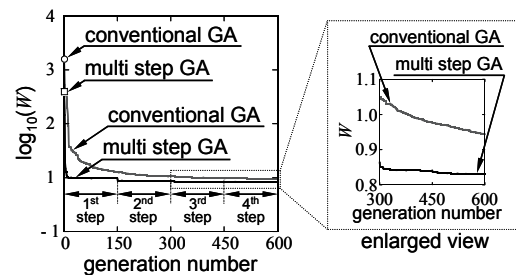 4
3
2
1
- 1
log10(W)
conventional GA
multi step GA
conventional GA
multi step GA
1st step
2nd step
3rd step
4th step
0
150
300
450
600
generation number
conventional GA
multi step GA
1.1
1.0
0.9
0.8
W
300
450
600
generation number
enlarged view